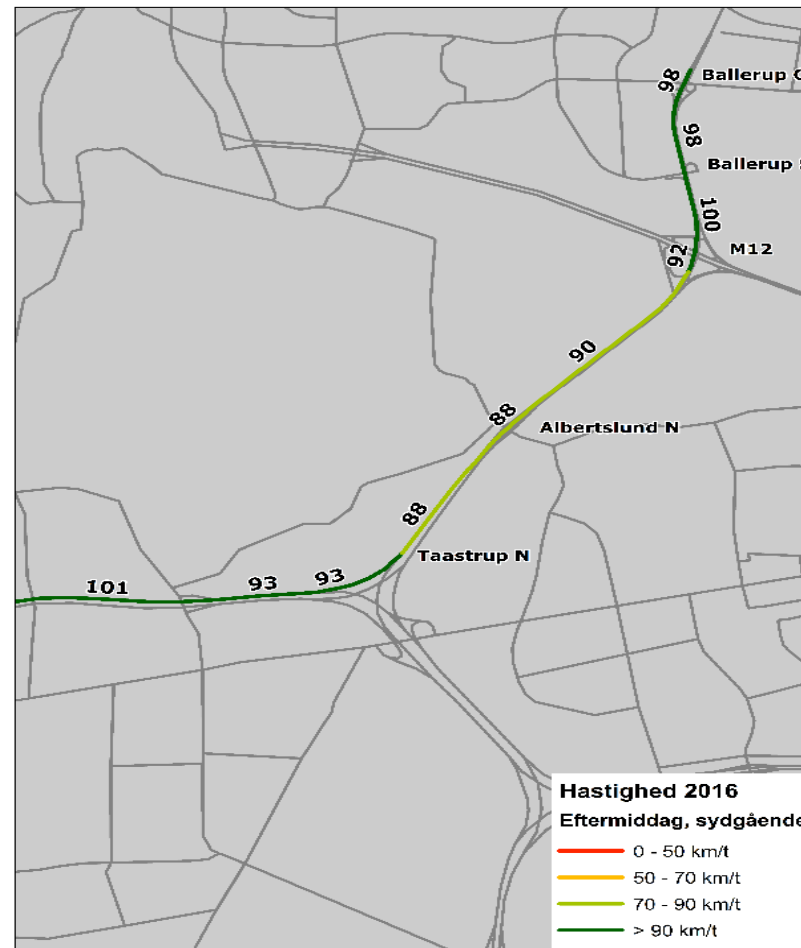 98
Ballerup C
98
Ballerup
100
M12
92
90
88
Albertslund N
88
Taastrup N
101
93
93
Hastighed 2016
Eftermiddag, sydgående
0 - 50 km/t
50 - 70 km/t
70 - 90 km/t
> 90 km/t